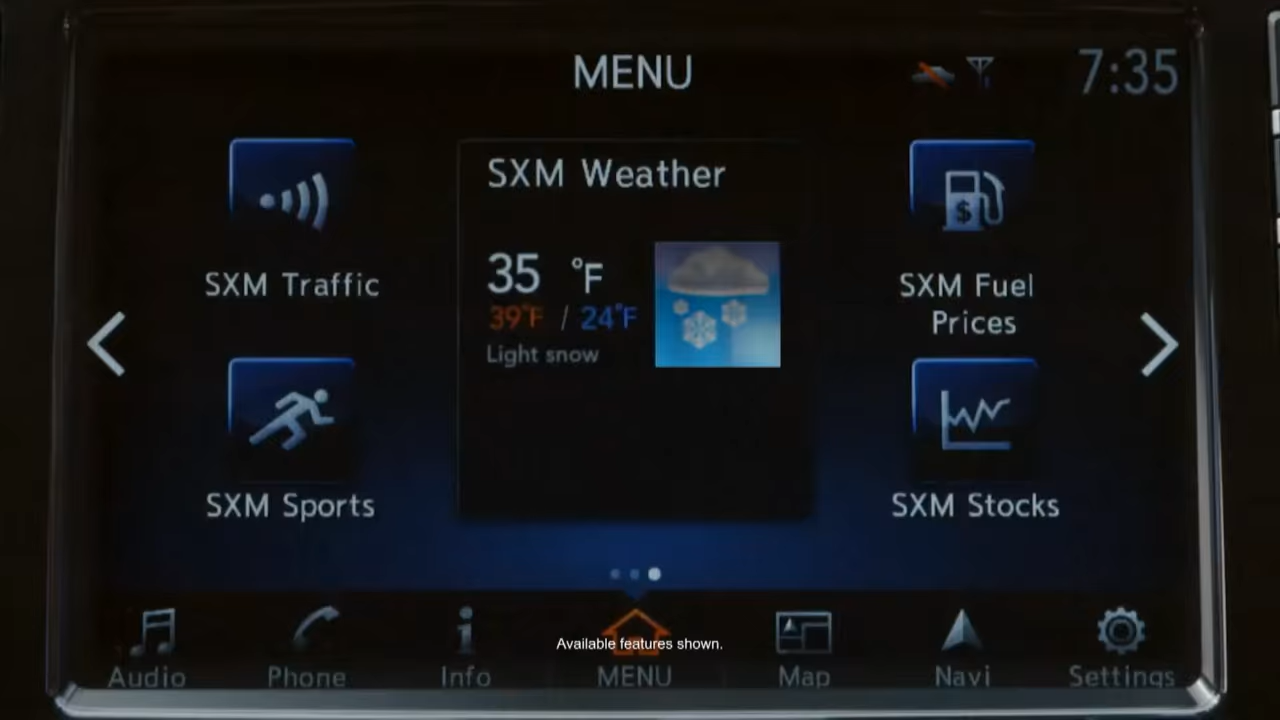 MENU
7:35
SXM Weather
35 °F
39°F / 24°F
Light snow
SXM Traffic
SXM Fuel
Prices
SXM Sports
SXM Stocks
Available features shown.
Audio
Phone
Info
MENU
Map
Navi
Settings